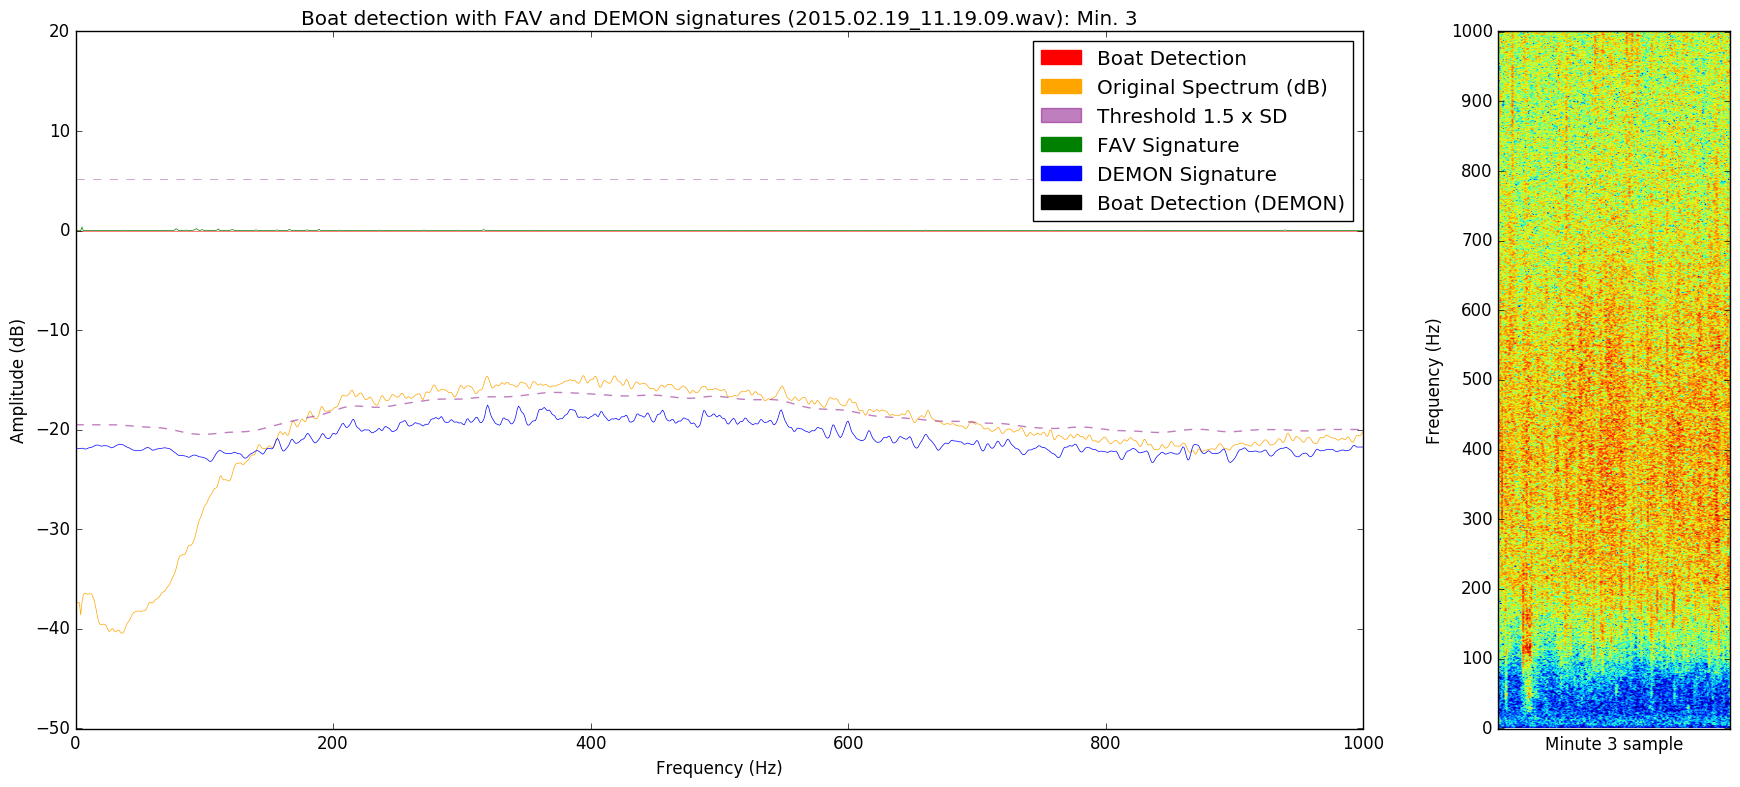 Boat detection with FAV and DEMON signatures (2015.02.19_11.19.09.wav): Min. 3
20
10
0
−10
−20
−30
−40
−50
Amplitude (dB)
0 200 400 600 800 1000
Frequency (Hz)
Boat Detection
Original Spectrum (dB)
Threshold 1.5 x SD
FAV Signature
DEMON Signature
Boat Detection (DEMON)
1000
900
800
700
600
500
400
300
200
100
0
Frequency (Hz)
Minute 3 sample